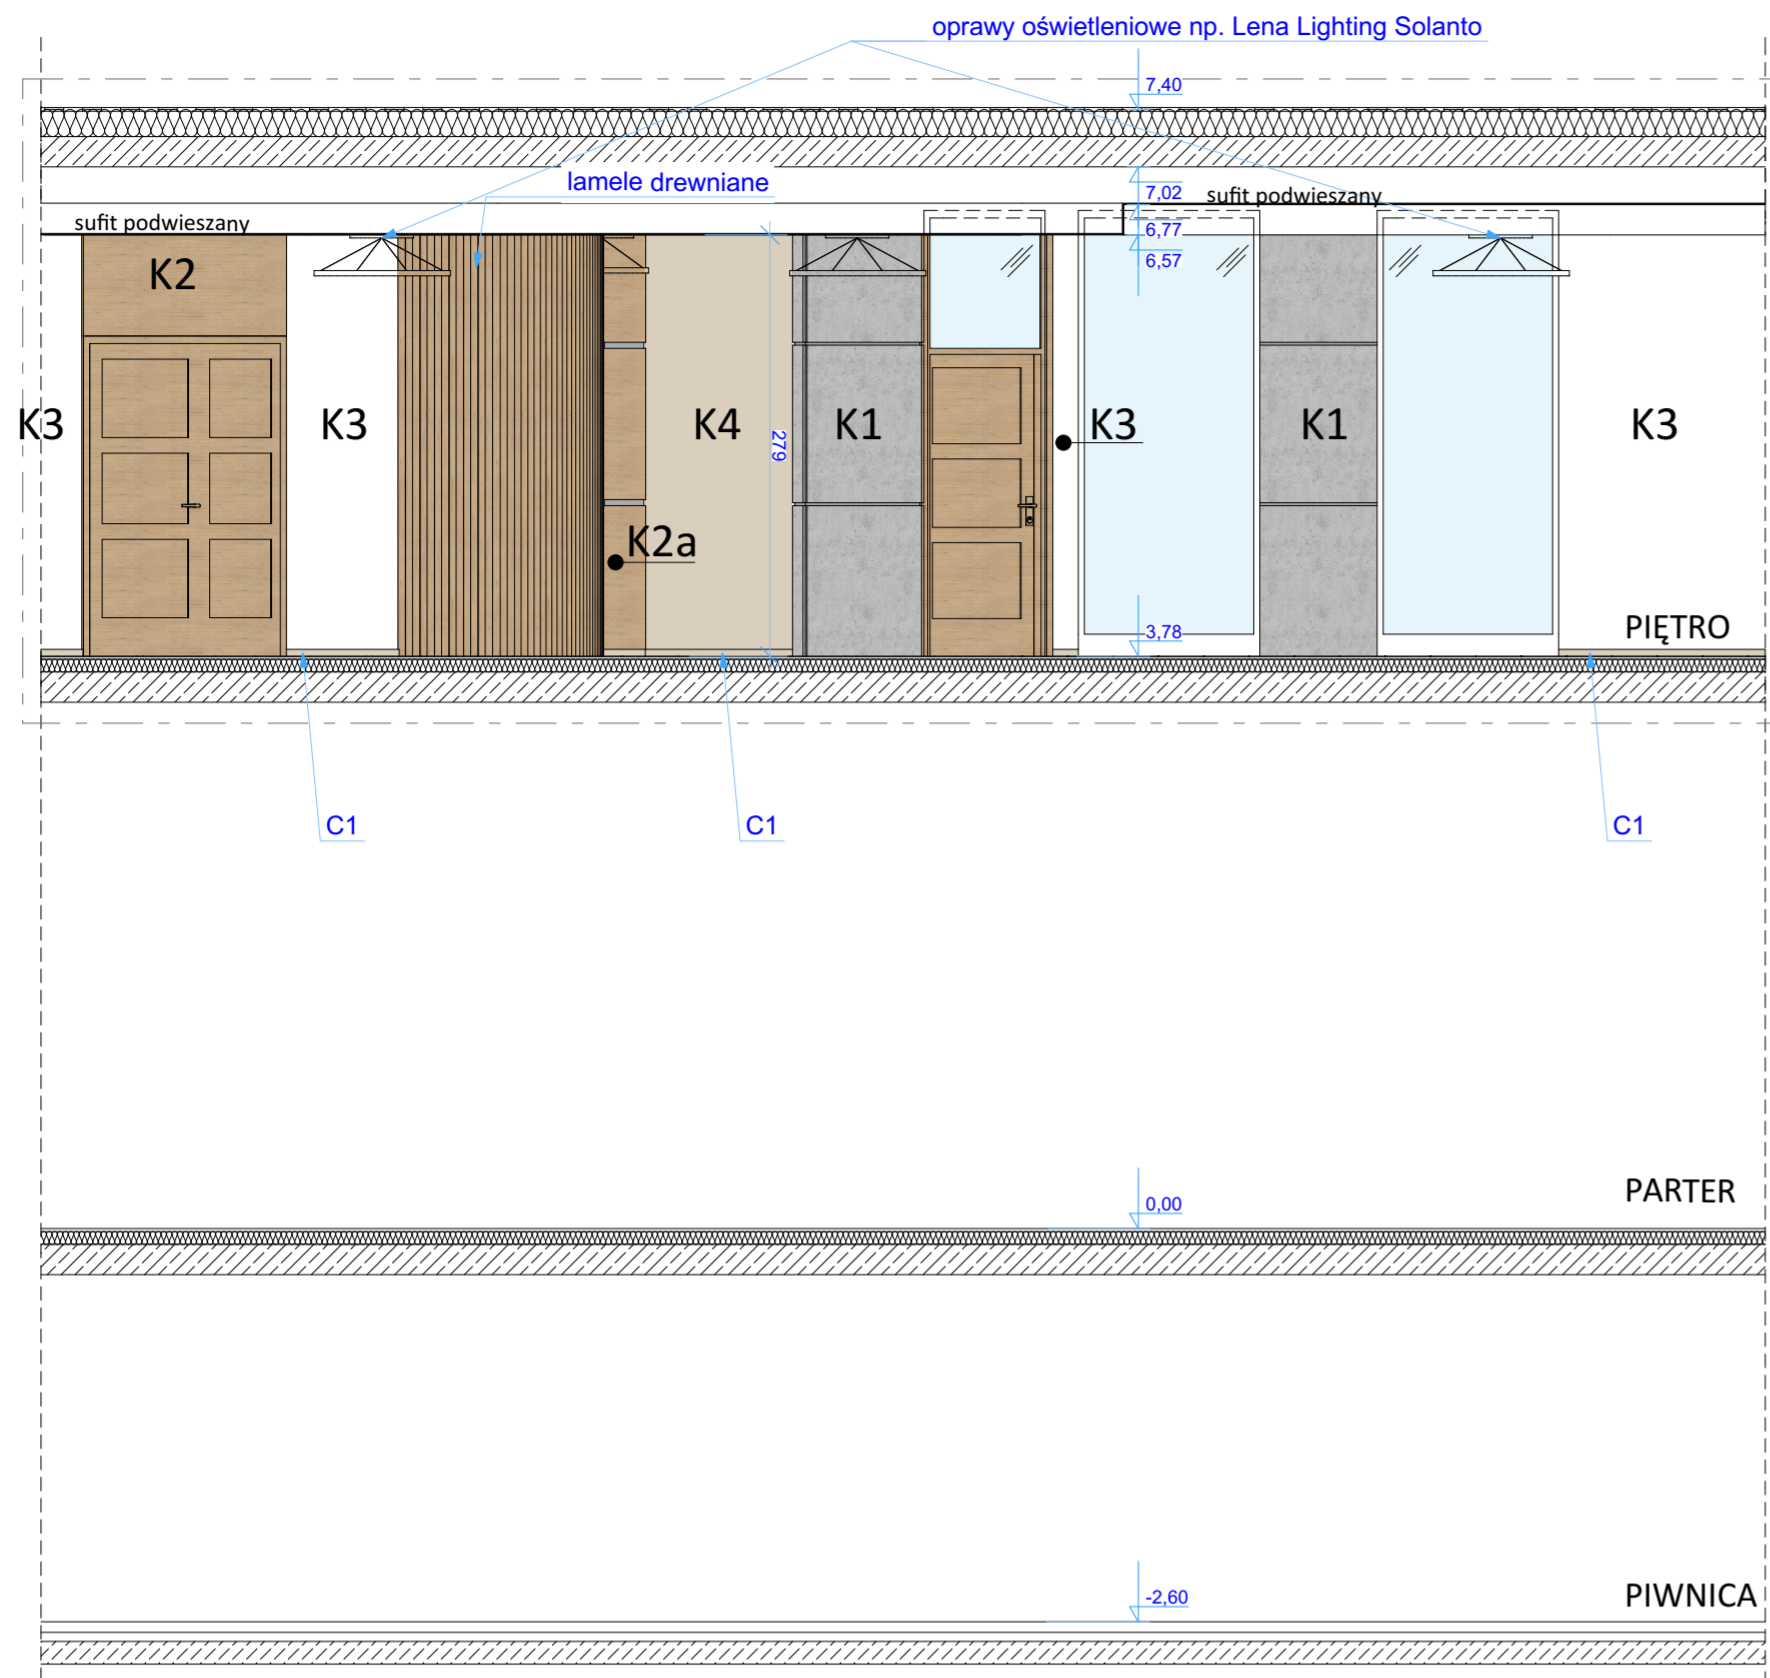 oprawy oświetleniowe np. Lena Lighting Solanto
7,40
lamele drewniane
7,02
sufit podwieszany
sufit podwieszany
6,77
6,57
K2
K3
K3
K4
279
K1
K3
K1
K3
K2a
3,78
PIĘTRO
C1
C1
C1
0,00
PARTER
-2,60
PIWNICA